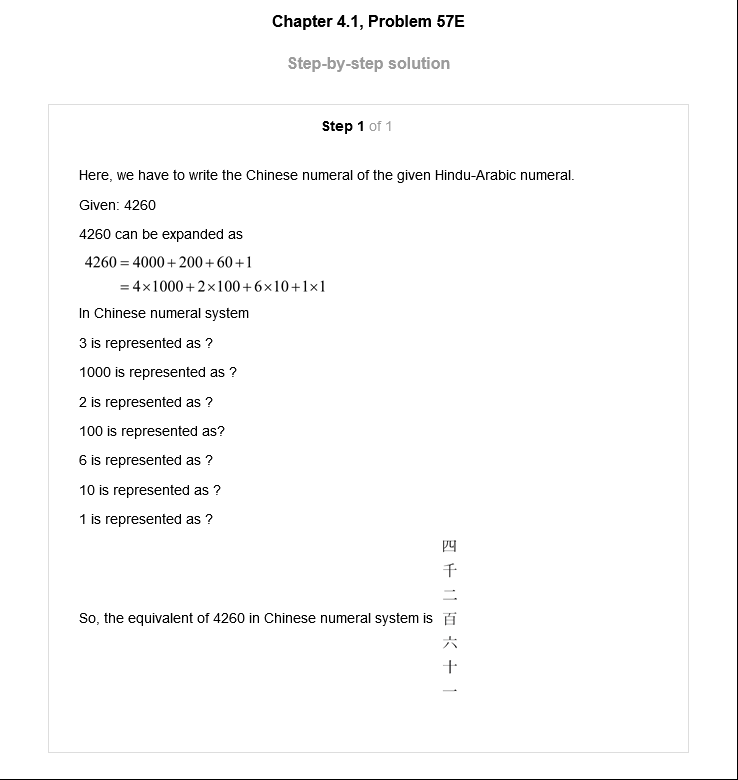 Chapter 4.1, Problem 57E
Step-by-step solution
Step 1 of 1
Here, we have to write the Chinese numeral of the given Hindu-Arabic numeral.
Given: 4260
4260 can be expanded as
4260 = 4000 + 200 + 60 + 1
= 4×1000 + 2×100 + 6×10 + 1×1
In Chinese numeral system
3 is represented as ?
1000 is represented as ?
2 is represented as ?
100 is represented as?
6 is represented as ?
10 is represented as ?
1 is represented as ?
So, the equivalent of 4260 in Chinese numeral system is
四
千
二
百
六
十
一